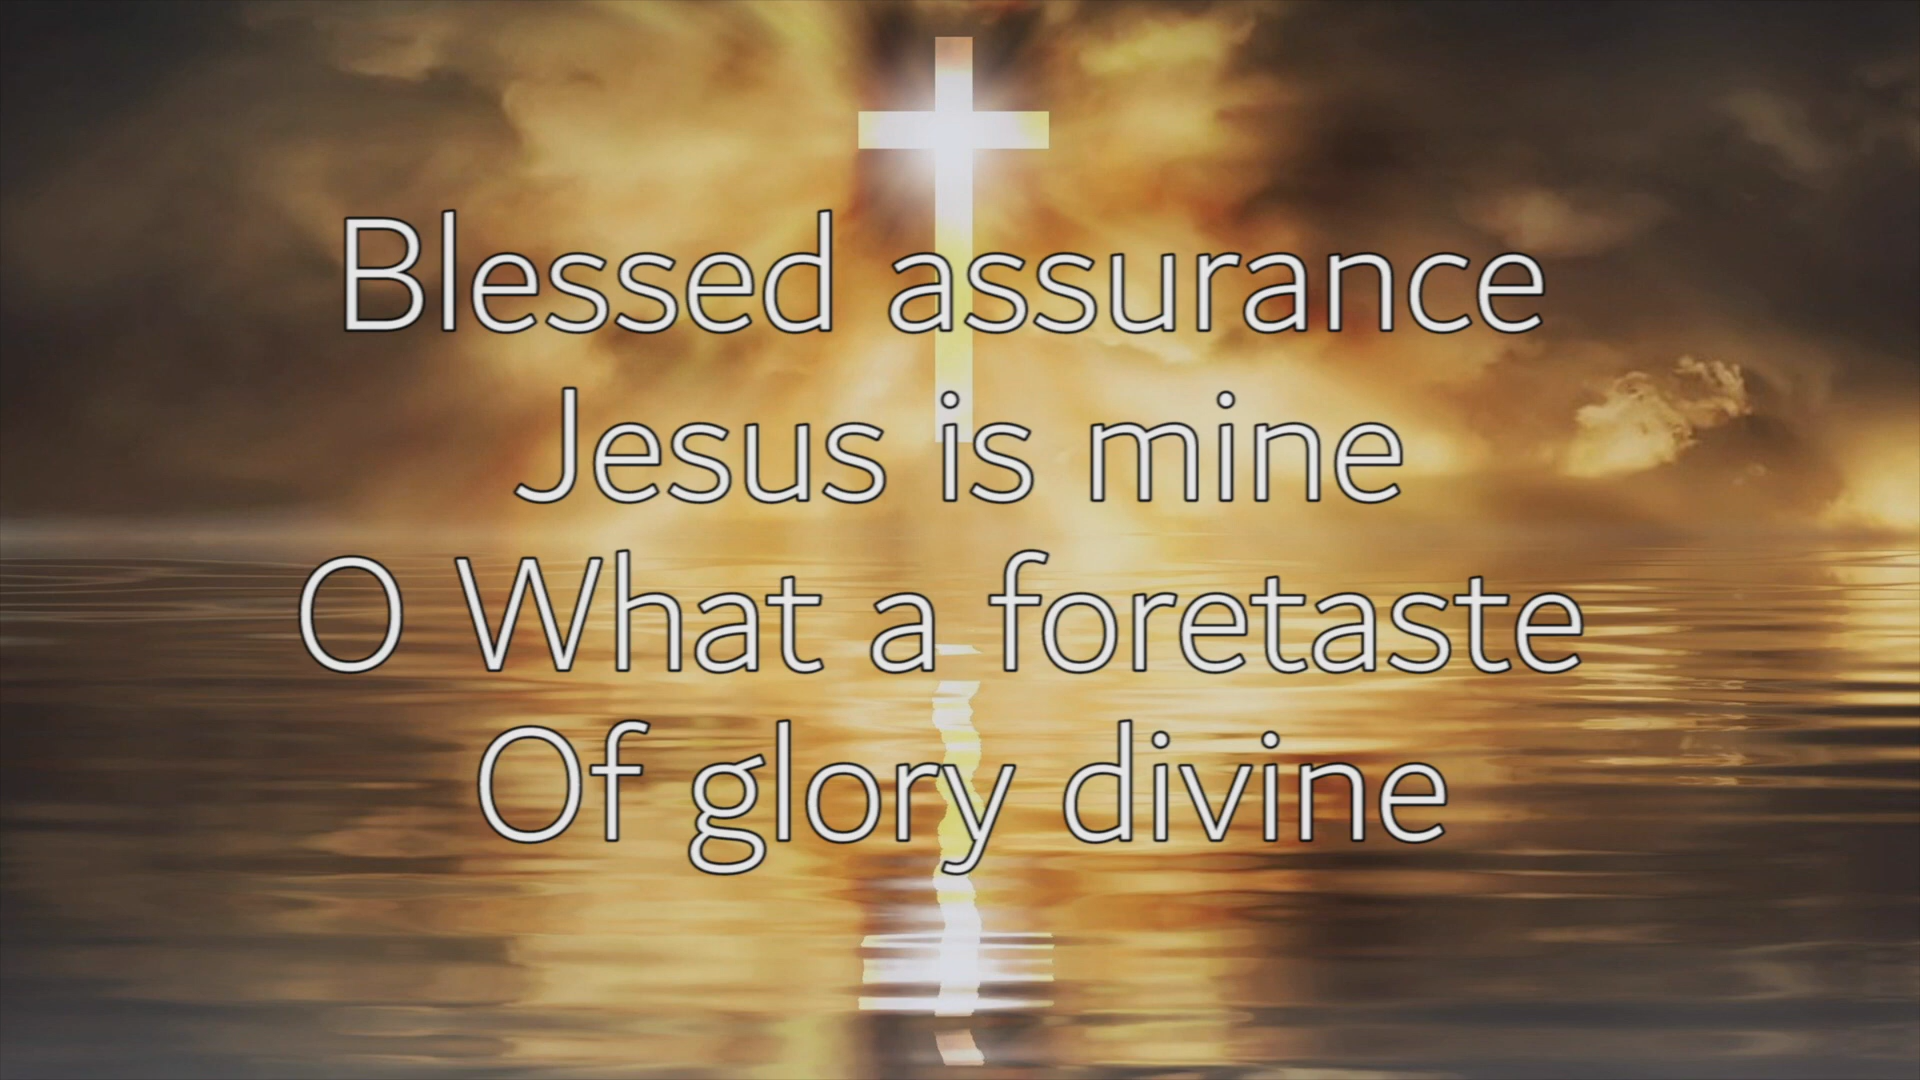 Blessed assurance
Jesus is mine
O What a foretaste
Of glory divine